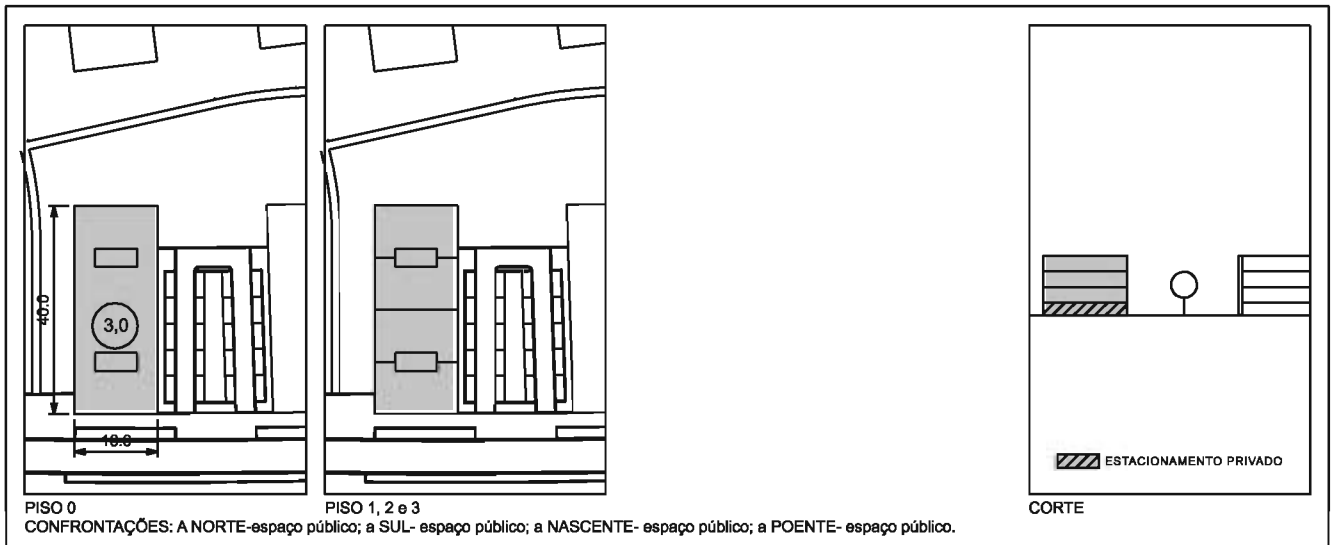 40.0
3,0
16.0
PISO 0
PISO 1, 2 e 3
CONFRONTAÇÕES: A NORTE-espaço público; a SUL- espaço público; a NASCENTE- espaço público; a POENTE- espaço público.
ESTACIONAMENTO PRIVADO
CORTE